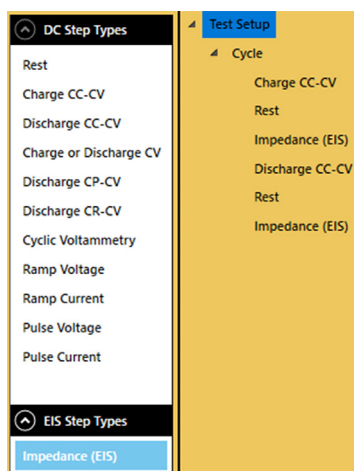 DC Step Types
Rest
Charge CC-CV
Discharge CC-CV
Charge or Discharge CV
Discharge CP-CV
Discharge CR-CV
Cyclic Voltammetry
Ramp Voltage
Ramp Current
Pulse Voltage
Pulse Current
EIS Step Types
Impedance (EIS)
Test Setup
Cycle
Charge CC-CV
Rest
Impedance (EIS)
Discharge CC-CV
Rest
Impedance (EIS)